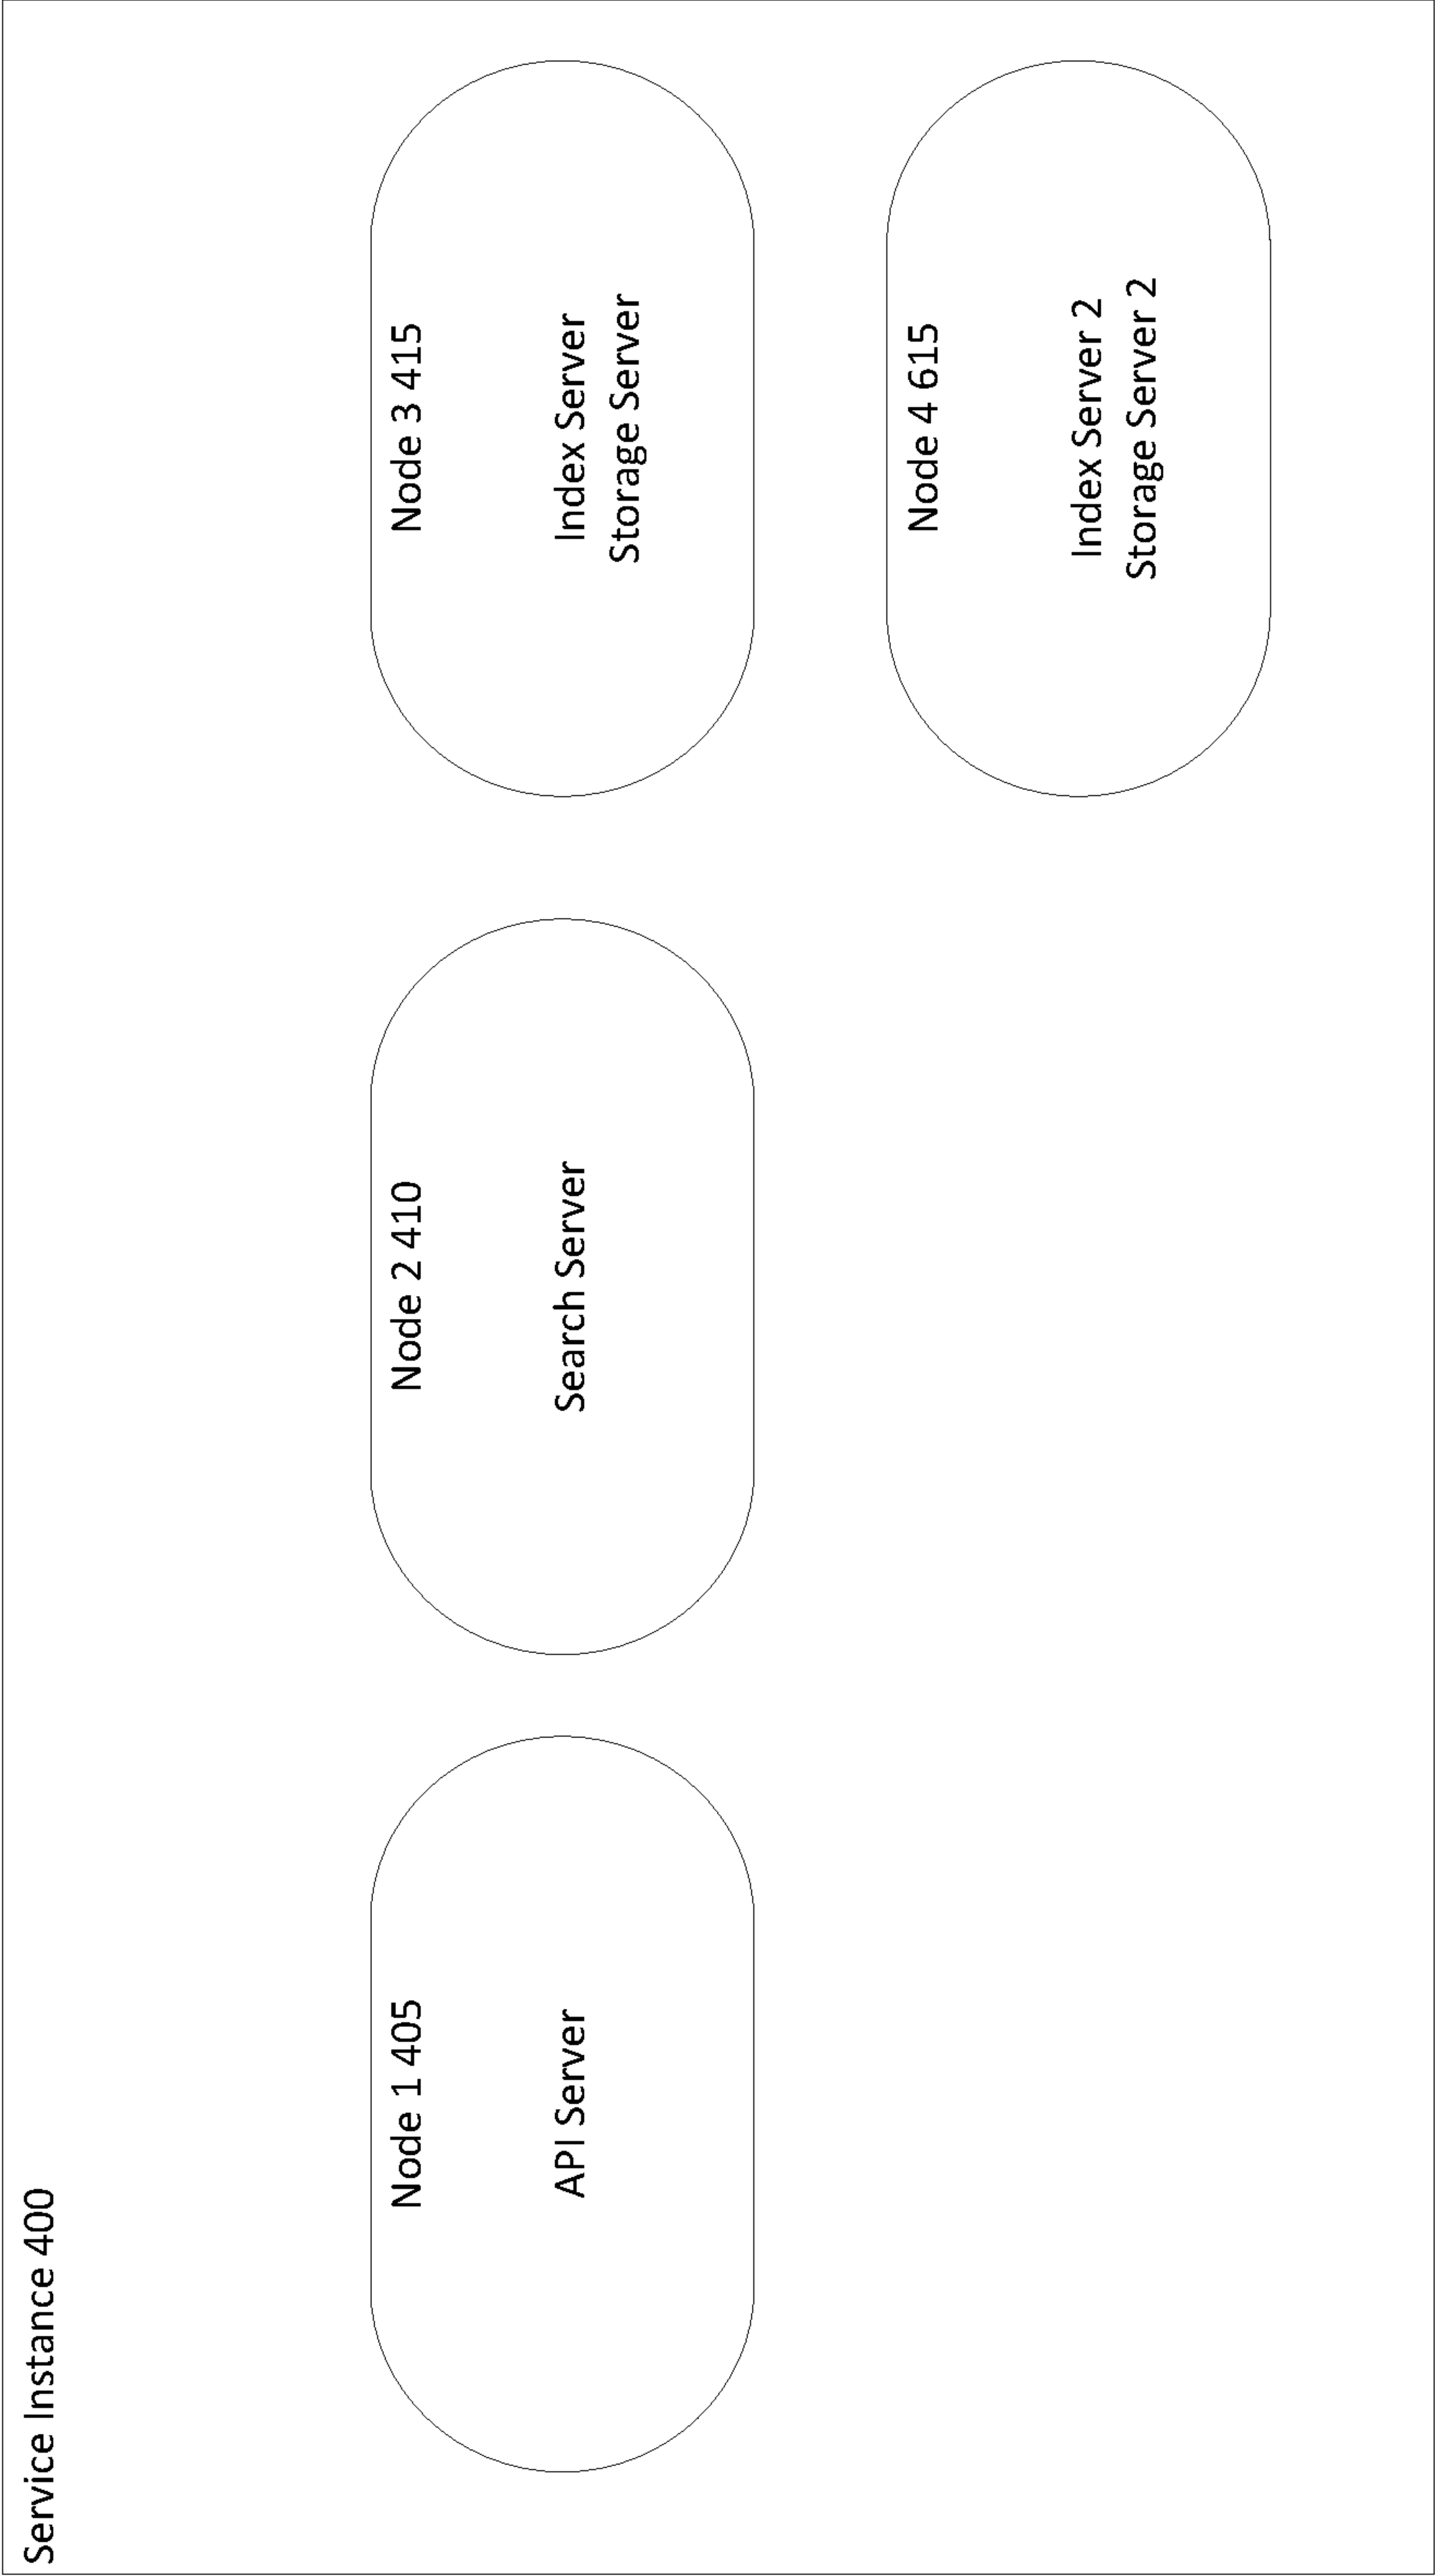 Service Instance 400
Node 1 405
API Server
Node 2 410
Search Server
Node 3 415
Index Server
Storage Server
Node 4 615
Index Server 2
Storage Server 2